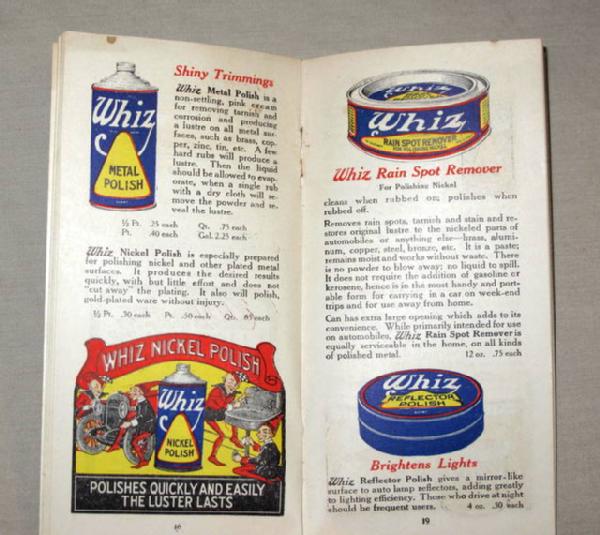 Whiz
METAL
POLISH
Shiny Trimmings
Whiz Metal Polish is a
non-settling, pink cream
for removing tarnish and
corrosion and producing
a lustre on all metal sur-
faces, such as brass, cop-
per, zinc, tin, etc. A few
hard rubs will produce a
lustre. Then the liquid
should be allowed to evap-
orate, when a single rub
with a dry cloth will re-
move the powder and re-
veal the lustre.
½ Pt. .25 each Qt. .75 each
Pt. .40 each Gal. 2.25 each
Whiz Nickel Polish is especially prepared
for polishing nickel and other plated metal
surfaces. It produces the desired results
quickly, with but little effort and does not
"cut away" the plating. It also will polish,
gold-plated ware without injury.
½ Pt. .30 each Pt. .50 each Qt. .85 each
WHIZ NICKEL POLISH
Whiz
NICKEL
POLISH
POLISHES QUICKLY AND EASILY
THE LUSTER LASTS
Whiz
Whiz
RAIN SPOT REMOVER
FOR POLISHING NICKEL
Whiz Rain Spot Remover
For Polishing Nickel
cleans when rubbed on; polishes when
rubbed off.
Removes rain spots, tarnish and stain and re-
stores original lustre to the nickeled parts of
automobiles or anything else—brass, alumi-
num, copper, steel, bronze, etc. It is a paste;
remains moist and works without waste. There
is no powder to blow away; no liquid to spill.
It does not require the addition of gasoline or
kerosene, hence is the most handy and port-
able form for carrying in a car on week-end
trips and for use away from home.
Can has extra large opening which adds to its
convenience. While primarily intended for use
on automobiles, Whiz Rain Spot Remover is
equally serviceable in the home, on all kinds
of polished metal. 12 oz. .75 each
Whiz
REFLECTOR
POLISH
Brightens Lights
Whiz Reflector Polish gives a mirror-like
surface to auto lamp reflectors, adding greatly
to lighting efficiency. Those who drive at night
should be frequent users. 4 oz. .30 each
19